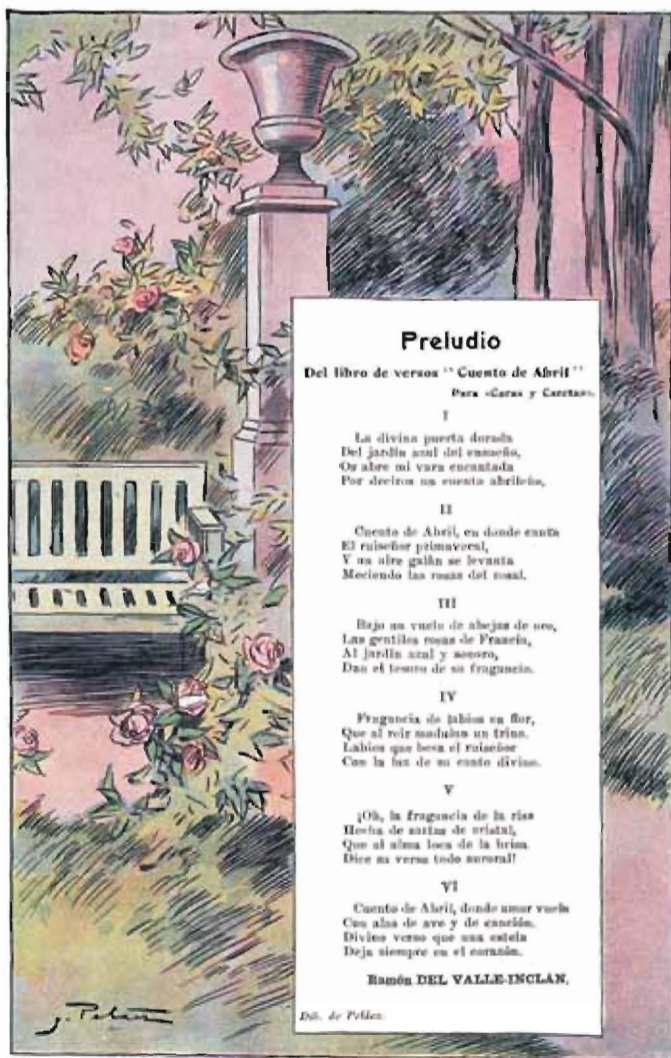 Preludio
Del libro de versos "Cuento de Abril"
Para «Caras y Caretas».
I
La divina puerta dorada
Del jardín azul del ensueño,
Os abre mi vara encantada
Por deciros un cuento abrileño,
II
Cuento de Abril, en donde canta
El ruiseñor primaveral,
Y un aire galán se levanta
Meciendo las rosas del rosal.
III
Bajo un vuelo de abejas de oro,
Las gentiles rosas de Francia,
Al jardín azul y sonoro,
Dan el tesoro de su fragancia.
IV
Fragancia de labios en flor,
Que al reir modulan un trino.
Labios que besa el ruiseñor
Con la luz de su canto divino.
V
¡Oh, la fragancia de la risa
Hecha de de cristal,
Que al alma loca de la brisa
Dice su verso todo auroral!
VI
Cuento de Abril, donde amor vuela
Con alas de ave y de canción.
Divino verso que una estela
Deja siempre en el corazón.
Ramón DEL VALLE-INCLÁN.
Dib. de Peláez.
J. Peláez